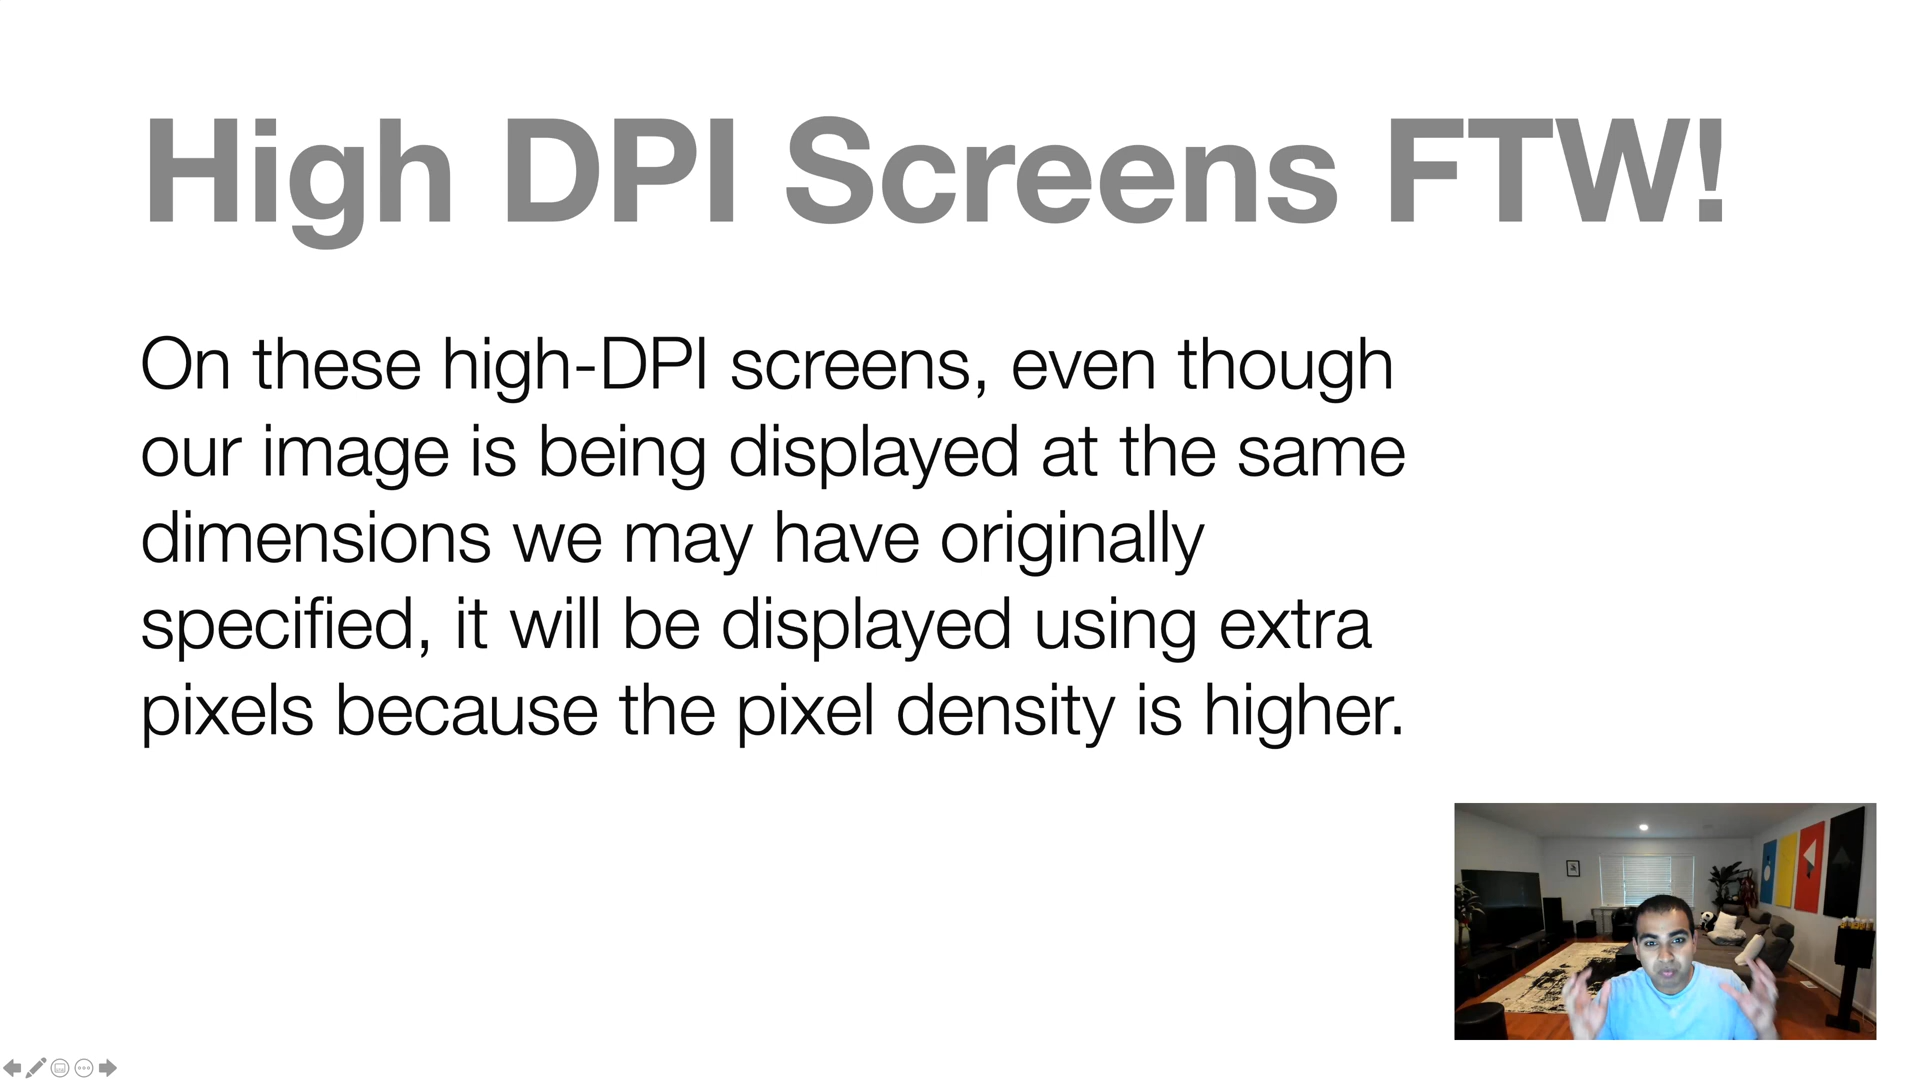 High DPI Screens FTW!
On these high-DPI screens, even though
our image is being displayed at the same
dimensions we may have originally
specified, it will be displayed using extra
pixels because the pixel density is higher.